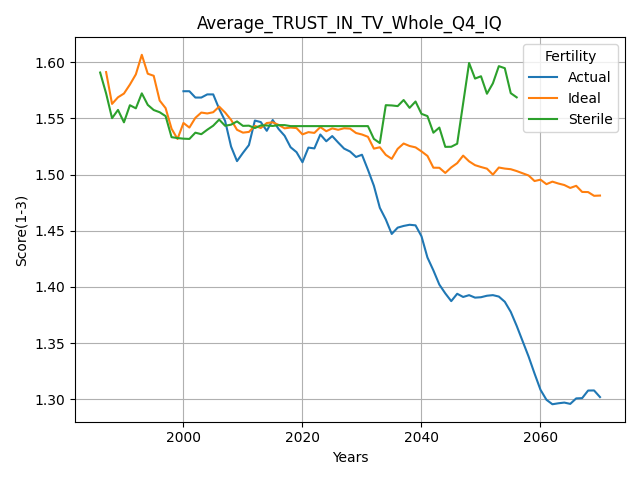 Average_TRUST_IN_TV_Whole_Q4_IQ
Fertility
Actual
Ideal
Sterile
Score(1-3)
1.60
1.55
1.50
1.45
1.40
1.35
1.30
2000
2020
2040
2060
Years